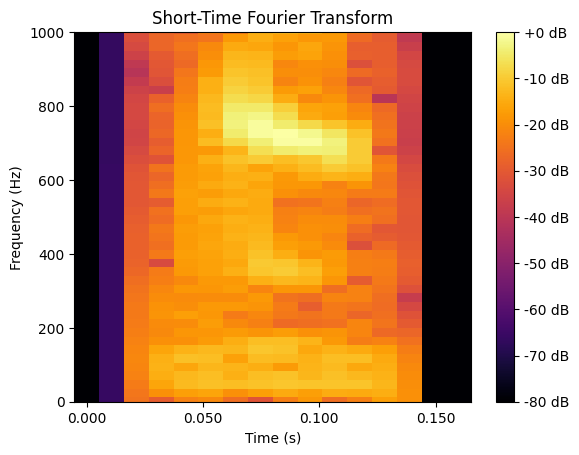 Short-Time Fourier Transform
Frequency (Hz)
1000
800
600
400
200
0
0.000
0.050
0.100
0.150
Time (s)
+0 dB
-10 dB
-20 dB
-30 dB
-40 dB
-50 dB
-60 dB
-70 dB
-80 dB